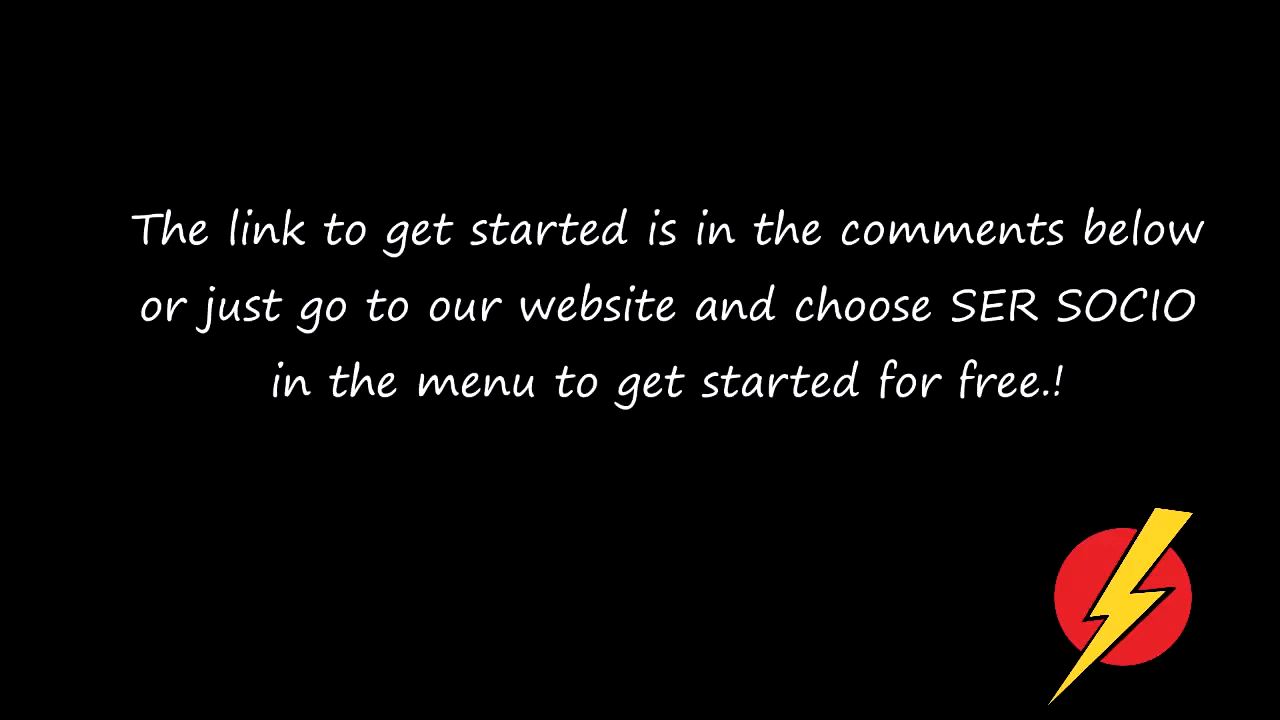 The link to get started is in the comments below
or just go to our website and choose SER SOCIO
in the menu to get started for free.!